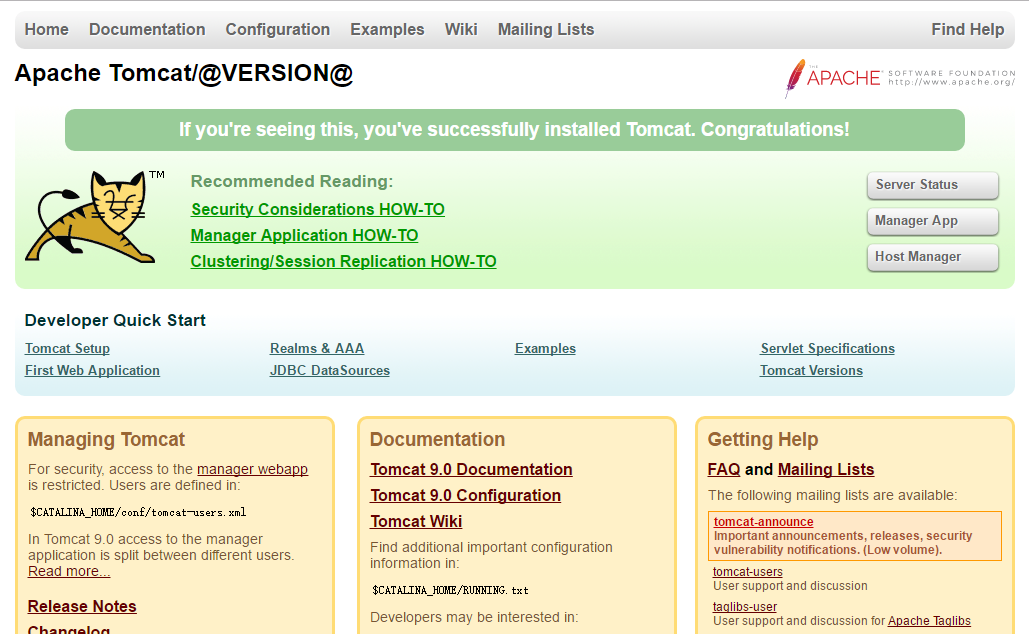 Home Documentation Configuration Examples Wiki Mailing Lists Find Help
Apache Tomcat/@VERSION@
THE APACHE® SOFTWARE FOUNDATION
http://www.apache.org/
If you're seeing this, you've successfully installed Tomcat. Congratulations!
TM
Recommended Reading:
Security Considerations HOW-TO
Manager Application HOW-TO
Clustering/Session Replication HOW-TO
Server Status
Manager App
Host Manager
Developer Quick Start
Tomcat Setup
First Web Application
Realms & AAA
JDBC DataSources
Examples
Servlet Specifications
Tomcat Versions
Managing Tomcat
For security, access to the manager webapp
is restricted. Users are defined in:
$CATALINA_HOME/conf/tomcat-users.xml
In Tomcat 9.0 access to the manager
application is split between different users.
Read more...
Release Notes
Changelog
Documentation
Tomcat 9.0 Documentation
Tomcat 9.0 Configuration
Tomcat Wiki
Find additional important configuration
information in:
$CATALINA_HOME/RUNNING.txt
Developers may be interested in:
Getting Help
FAQ and Mailing Lists
The following mailing lists are available:
tomcat-announce
Important announcements, releases, security
vulnerability notifications. (Low volume).
tomcat-users
User support and discussion
taglibs-user
User support and discussion for Apache Taglibs